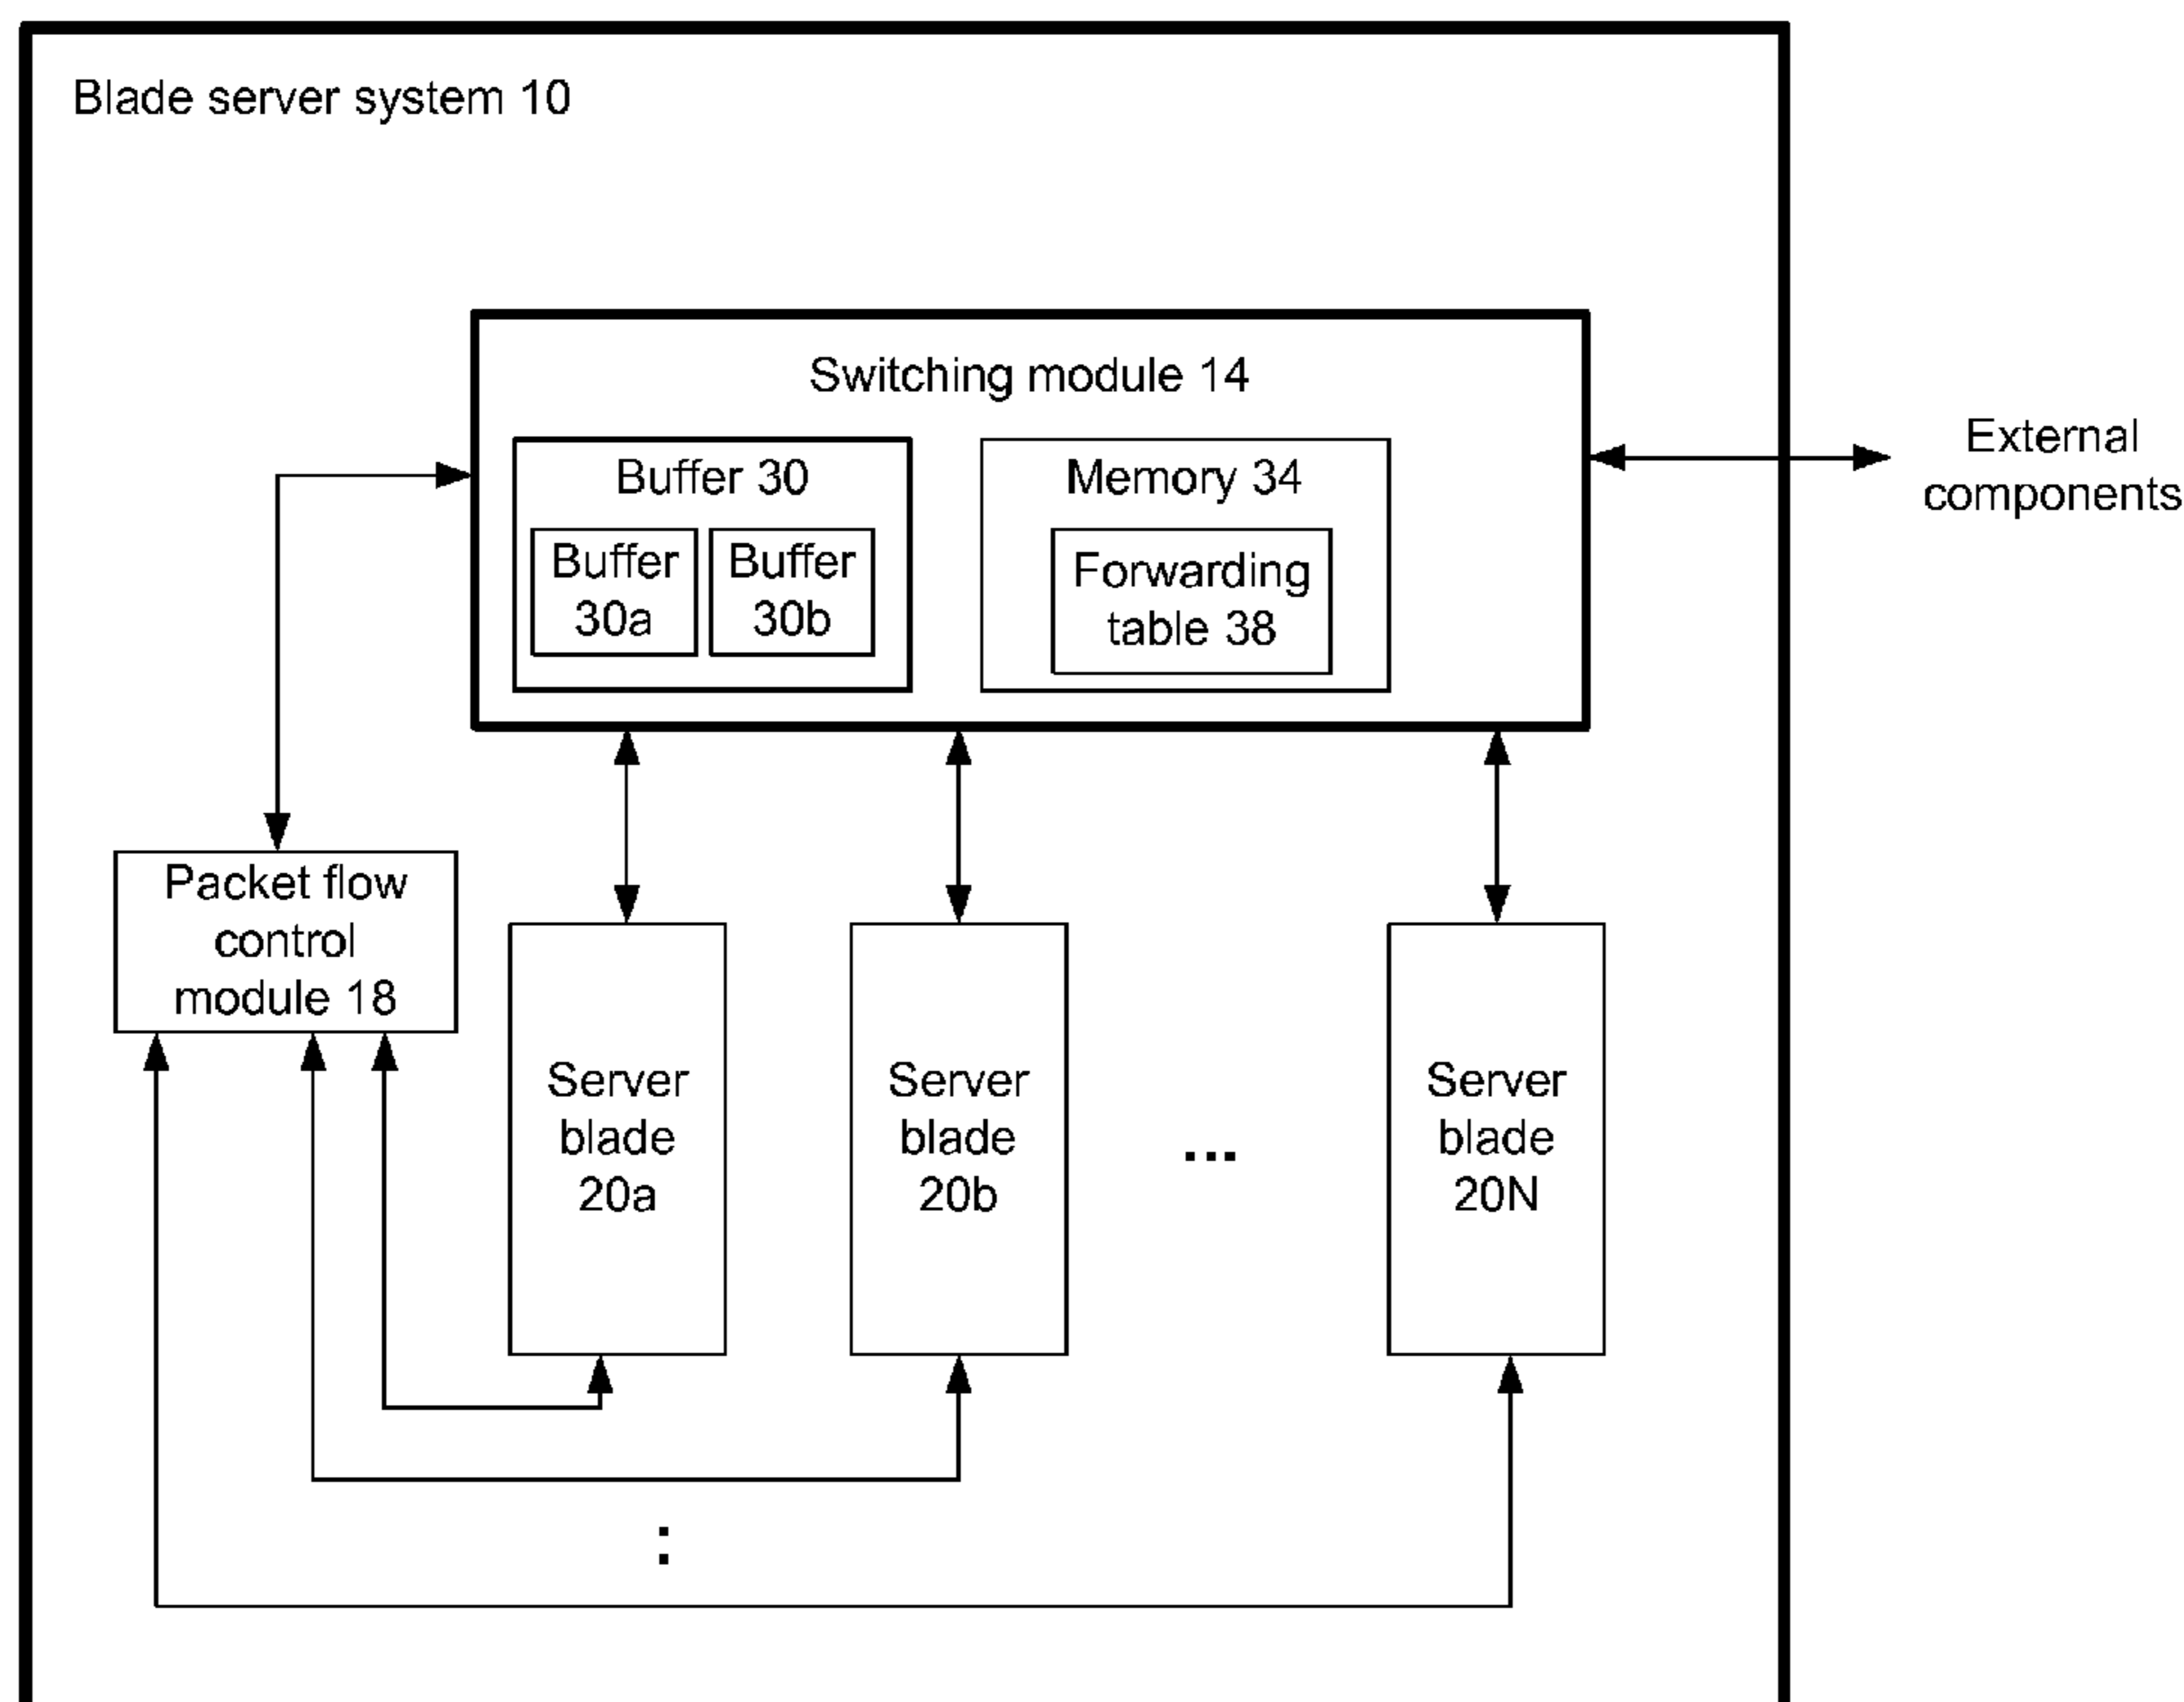 Blade server system 10
Switching module 14
Buffer 30
Buffer
30a
Buffer
30b
Memory 34
Forwarding
table 38
External
components
Packet flow
control
module 18
Server
blade
20a
Server
blade
20b
...
Server
blade
20N
: